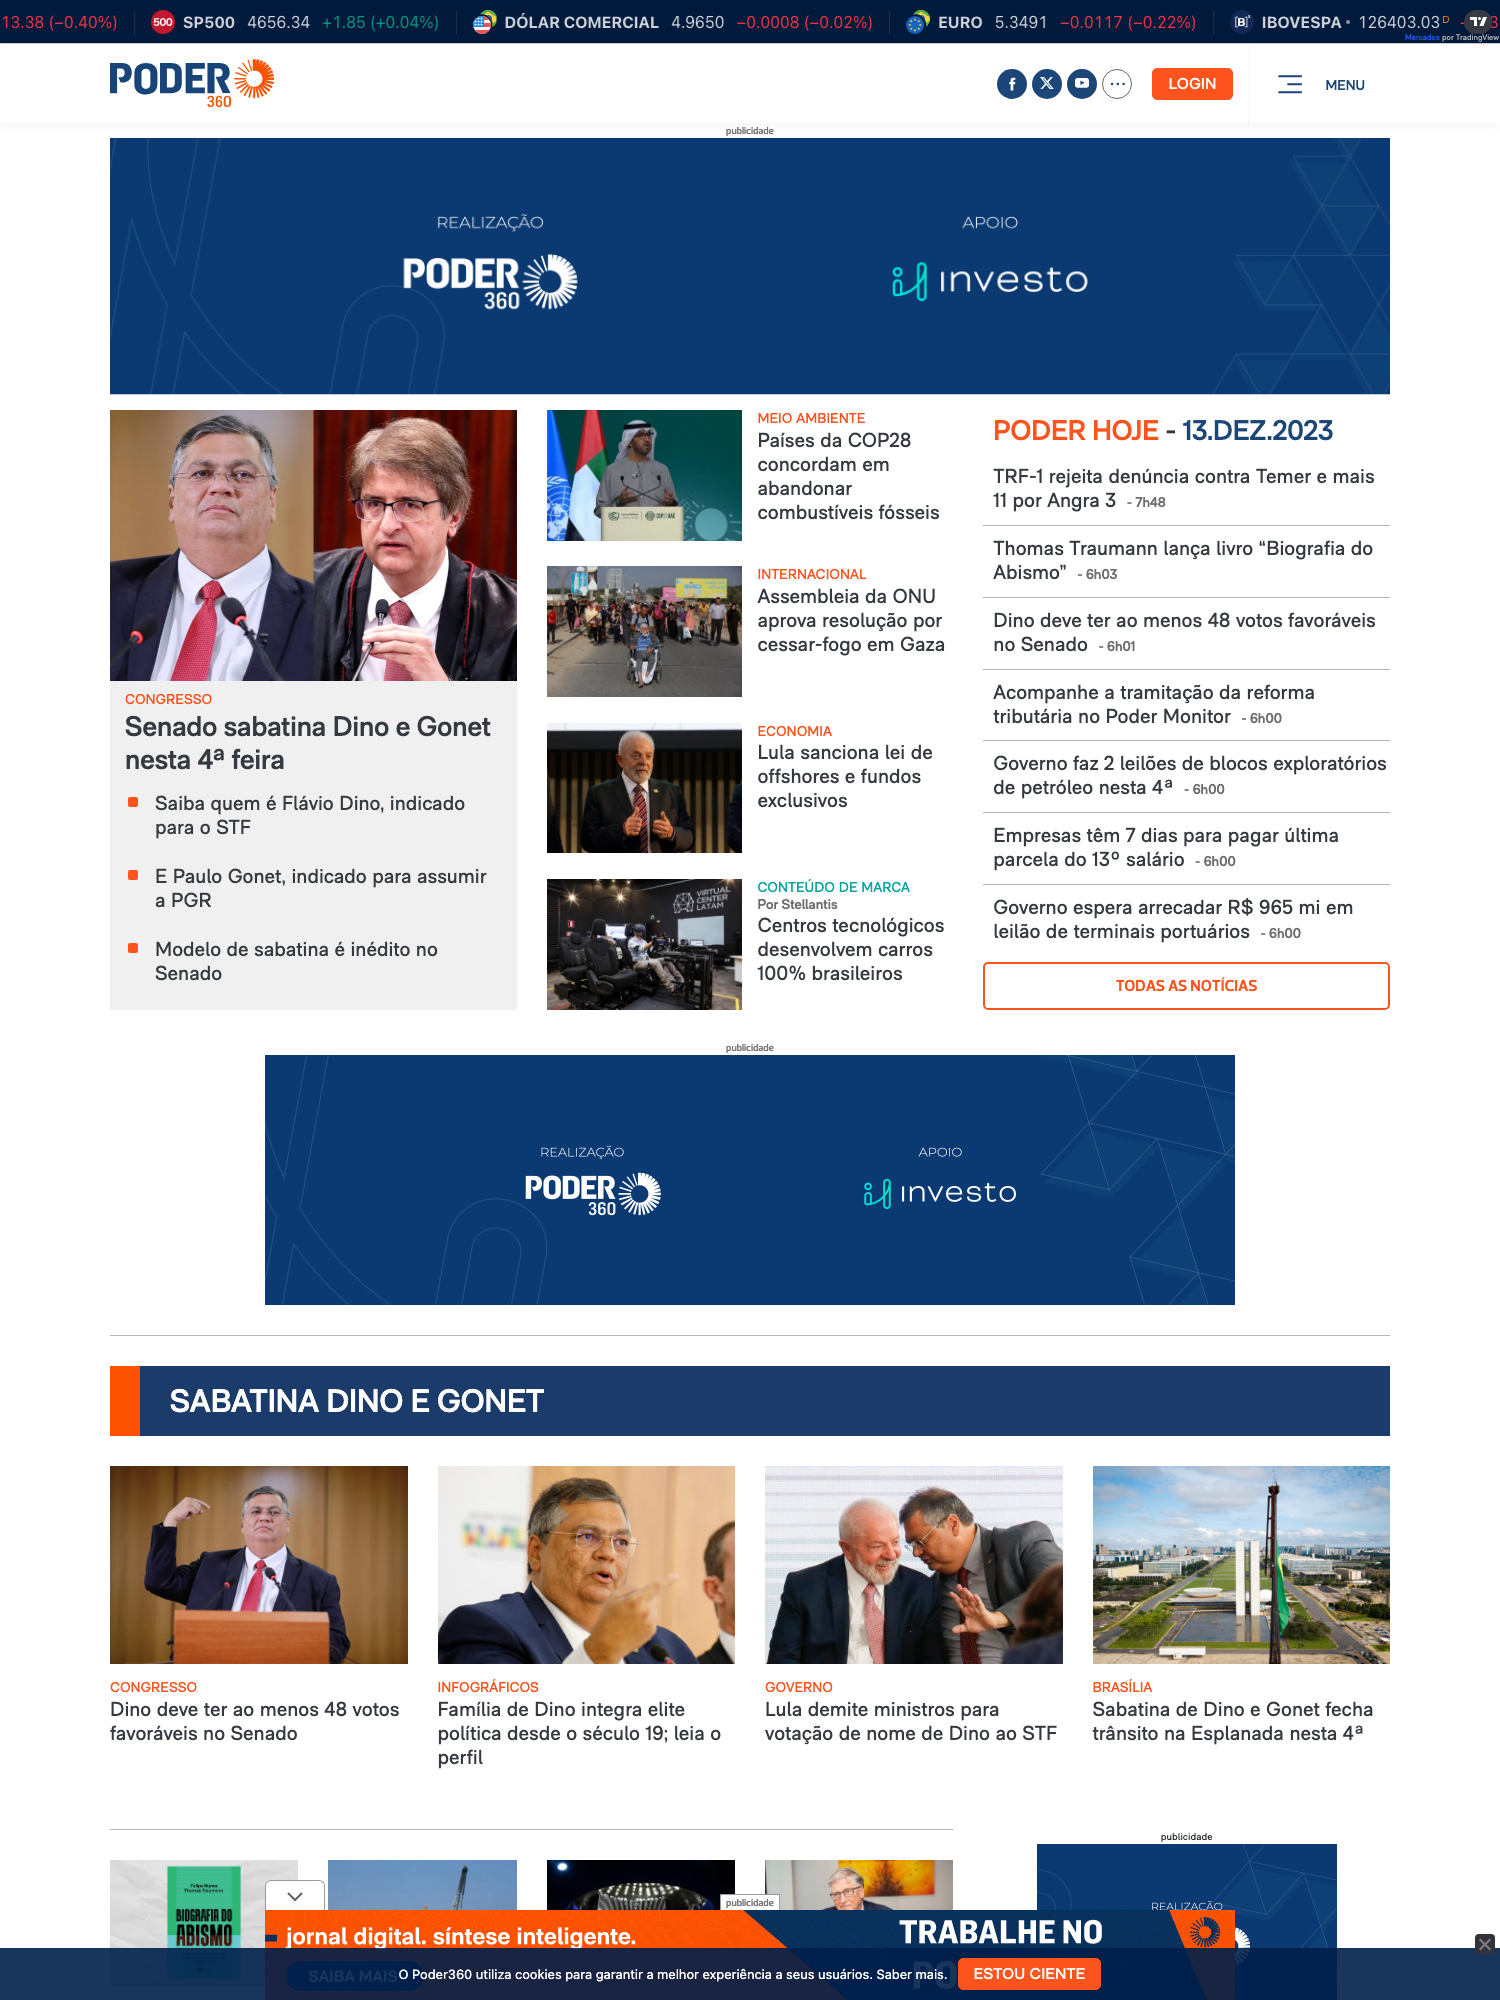 13.38 (−0.40%)
500 SP500 4656.34 +1.85 (+0.04%)
DÓLAR COMERCIAL 4.9650 −0.0008 (−0.02%)
EURO 5.3491 −0.0117 (−0.22%)
IBOVESPA 126403.03 D
Mercados por TradingView
PODER
360
LOGIN
MENU
publicidade
REALIZAÇÃO
PODER
360
APOIO
investo
CONGRESSO
Senado sabatina Dino e Gonet
nesta 4ª feira
Saiba quem é Flávio Dino, indicado
para o STF
E Paulo Gonet, indicado para assumir
a PGR
Modelo de sabatina é inédito no
Senado
MEIO AMBIENTE
Países da COP28
concordam em
abandonar
combustíveis fósseis
INTERNACIONAL
Assembleia da ONU
aprova resolução por
cessar-fogo em Gaza
ECONOMIA
Lula sanciona lei de
offshores e fundos
exclusivos
VIRTUAL
CENTER
LATAM
CONTEÚDO DE MARCA
Por Stellantis
Centros tecnológicos
desenvolvem carros
100% brasileiros
PODER HOJE - 13.DEZ.2023
TRF-1 rejeita denúncia contra Temer e mais
11 por Angra 3 - 7h48
Thomas Traumann lança livro “Biografia do
Abismo” - 6h03
Dino deve ter ao menos 48 votos favoráveis
no Senado - 6h01
Acompanhe a tramitação da reforma
tributária no Poder Monitor - 6h00
Governo faz 2 leilões de blocos exploratórios
de petróleo nesta 4ª - 6h00
Empresas têm 7 dias para pagar última
parcela do 13º salário - 6h00
Governo espera arrecadar R$ 965 mi em
leilão de terminais portuários - 6h00
TODAS AS NOTÍCIAS
publicidade
REALIZAÇÃO
PODER
360
APOIO
investo
SABATINA DINO E GONET
CONGRESSO
Dino deve ter ao menos 48 votos
favoráveis no Senado
INFOGRÁFICOS
Família de Dino integra elite
política desde o século 19; leia o
perfil
GOVERNO
Lula demite ministros para
votação de nome de Dino ao STF
BRASÍLIA
Sabatina de Dino e Gonet fecha
trânsito na Esplanada nesta 4ª
publicidade
REALIZAÇÃO
Felipe Nunes
Thomas Traumann
BIOGRAFIA DO
ABISMO
publicidade
jornal digital. síntese inteligente.
TRABALHE NO
SAIBA MAIS
O Poder360 utiliza cookies para garantir a melhor experiência a seus usuários. Saber mais.
ESTOU CIENTE